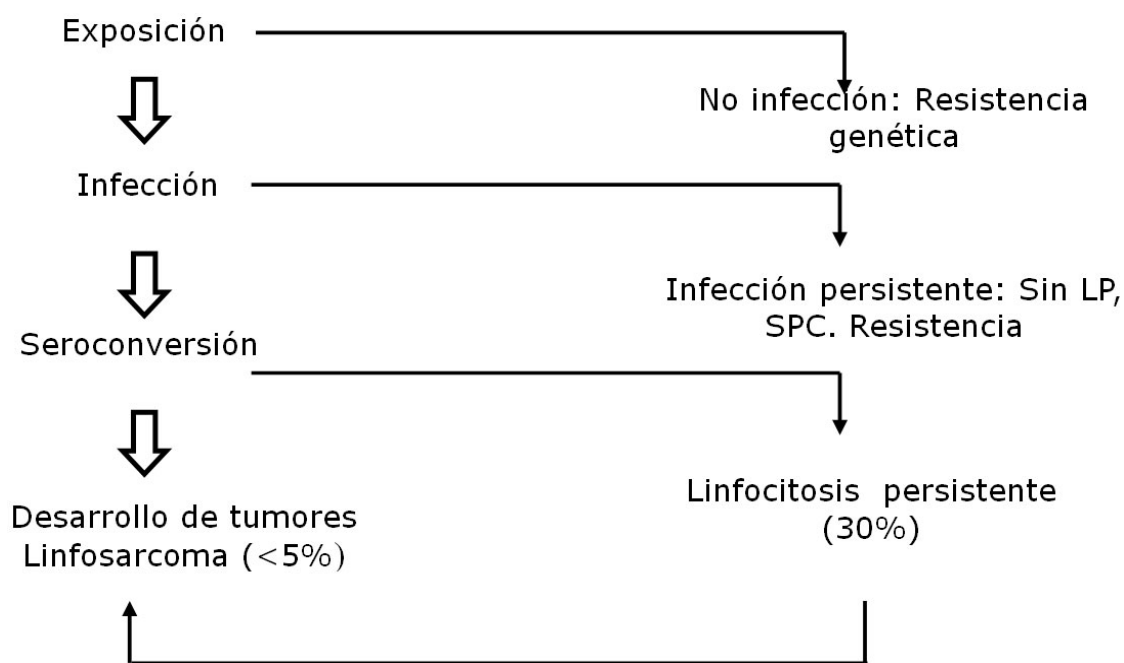 Exposición
No infección: Resistencia
genética
Infección
Infección persistente: Sin LP,
SPC. Resistencia
Seroconversión
Linfocitosis persistente
(30%)
Desarrollo de tumores
Linfosarcoma (<5%)